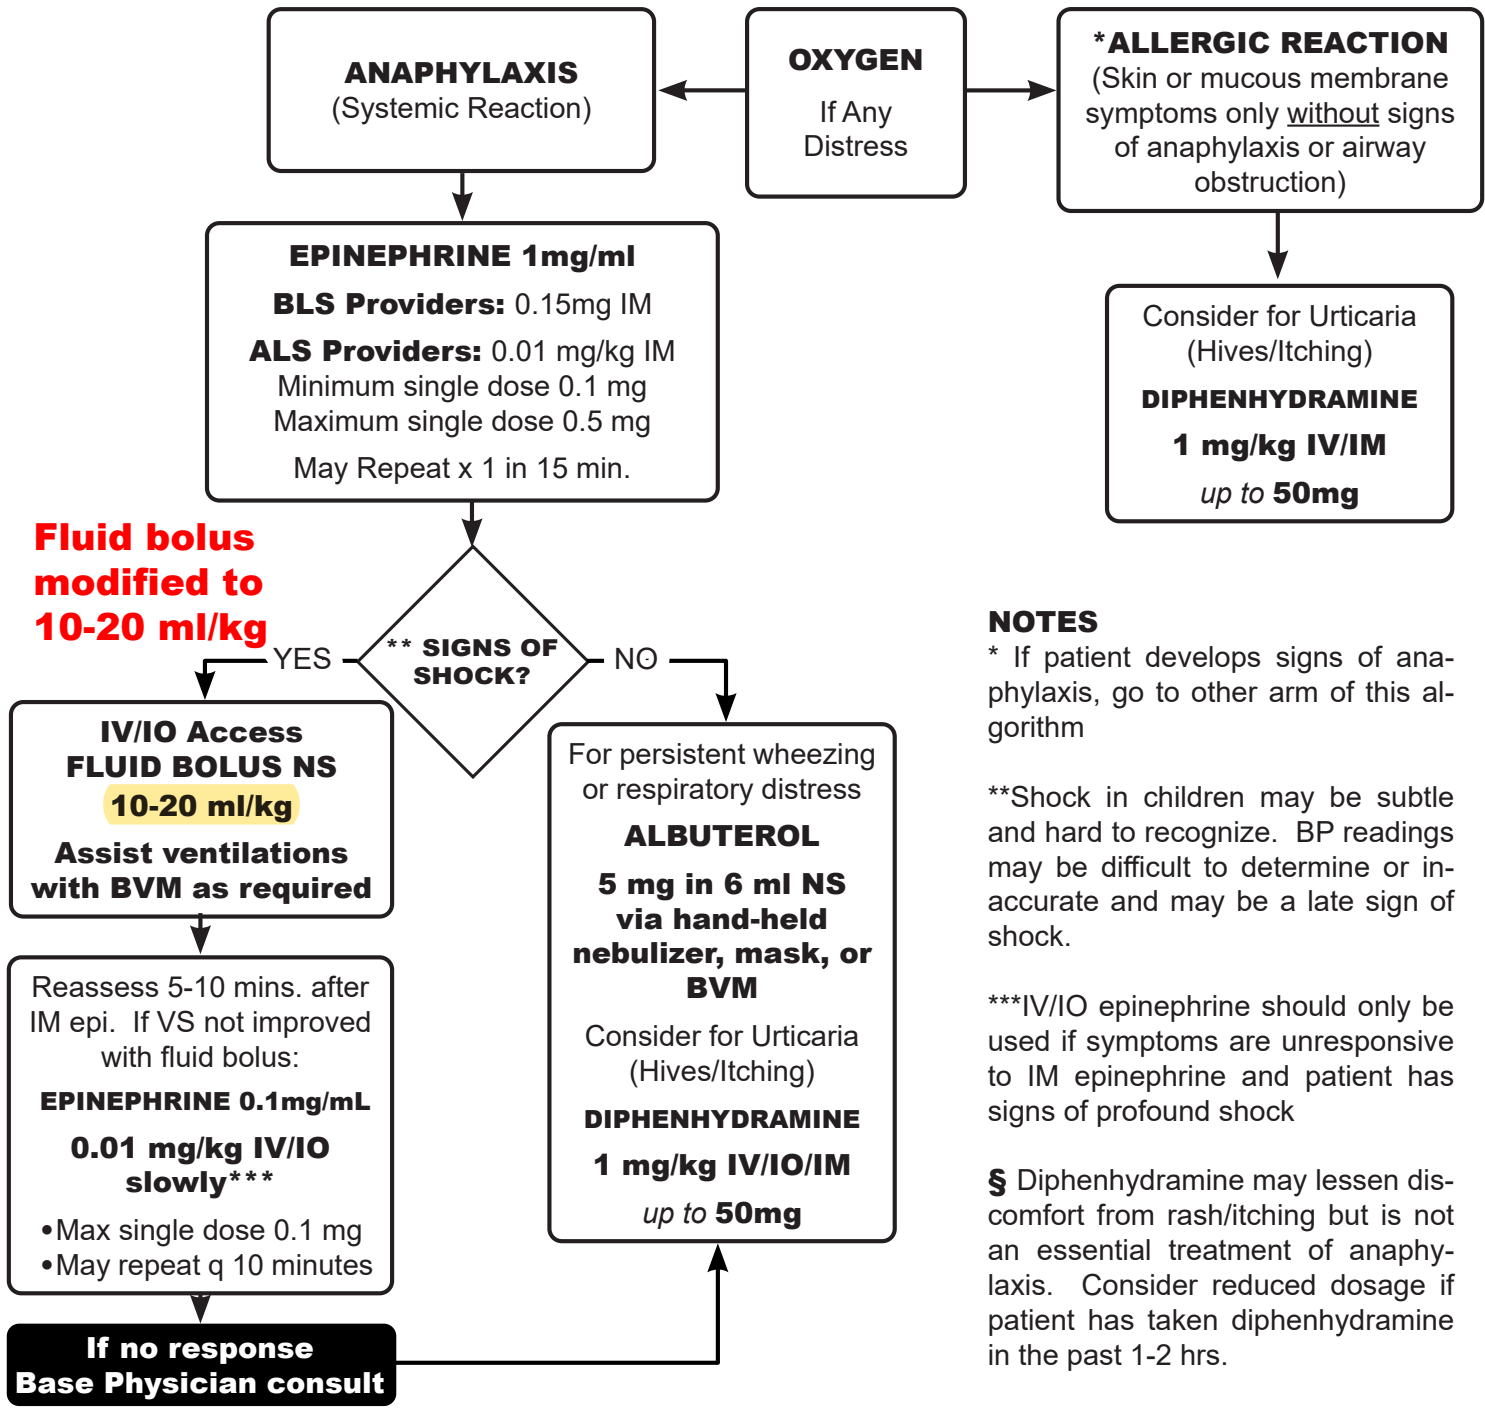 ANAPHYLAXIS
(Systemic Reaction)
OXYGEN
If Any
Distress
*ALLERGIC REACTION
(Skin or mucous membrane
symptoms only without signs
of anaphylaxis or airway
obstruction)
EPINEPHRINE 1mg/ml
BLS Providers: 0.15mg IM
ALS Providers: 0.01 mg/kg IM
Minimum single dose 0.1 mg
Maximum single dose 0.5 mg
May Repeat x 1 in 15 min.
Consider for Urticaria
(Hives/Itching)
DIPHENHYDRAMINE
1 mg/kg IV/IM
up to 50mg
Fluid bolus
modified to
10-20 ml/kg
** SIGNS OF
SHOCK?
YES
NO
IV/IO Access
FLUID BOLUS NS
10-20 ml/kg
Assist ventilations
with BVM as required
Reassess 5-10 mins. after
IM epi. If VS not improved
with fluid bolus:
EPINEPHRINE 0.1mg/mL
0.01 mg/kg IV/IO
slowly***
•Max single dose 0.1 mg
•May repeat q 10 minutes
If no response
Base Physician consult
For persistent wheezing
or respiratory distress
ALBUTEROL
5 mg in 6 ml NS
via hand-held
nebulizer, mask, or
BVM
Consider for Urticaria
(Hives/Itching)
DIPHENHYDRAMINE
1 mg/kg IV/IO/IM
up to 50mg
NOTES
* If patient develops signs of ana-
phylaxis, go to other arm of this al-
gorithm
**Shock in children may be subtle
and hard to recognize. BP readings
may be difficult to determine or in-
accurate and may be a late sign of
shock.
***IV/IO epinephrine should only be
used if symptoms are unresponsive
to IM epinephrine and patient has
signs of profound shock
§ Diphenhydramine may lessen dis-
comfort from rash/itching but is not
an essential treatment of anaphy-
laxis. Consider reduced dosage if
patient has taken diphenhydramine
in the past 1-2 hrs.